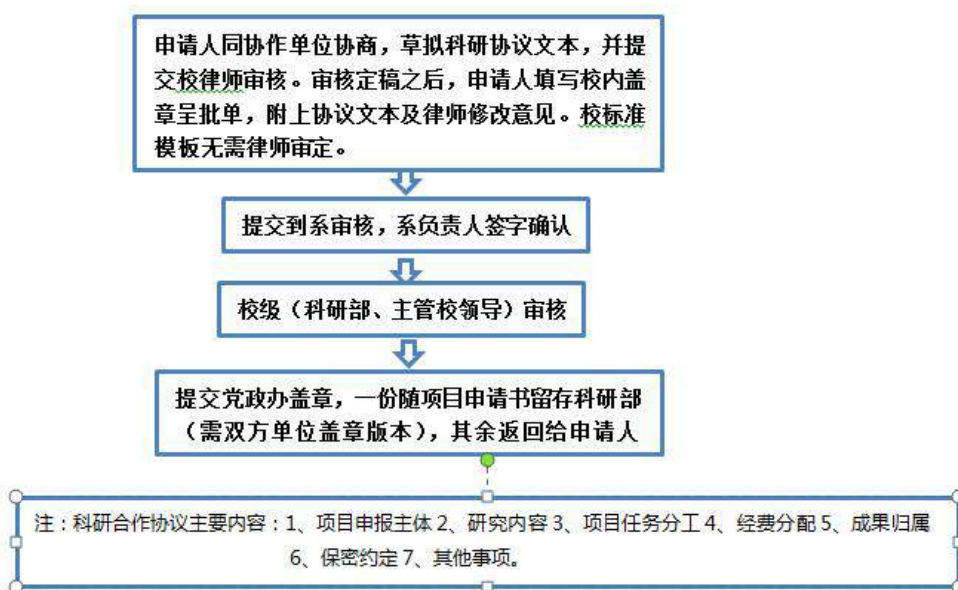 申请人同协作单位协商，草拟科研协议文本，并提
交校律师审核。审核定稿之后，申请人填写校内盖
章呈批单，附上协议文本及律师修改意见。校标准
模板无需律师审定。
提交到系审核，系负责人签字确认
校级（科研部、主管校领导）审核
提交党政办盖章，一份随项目申请书留存科研部
（需双方单位盖章版本），其余返回给申请人
注：科研合作协议主要内容：1、项目申报主体 2、研究内容 3、项目任务分工 4、经费分配 5、成果归属
6、保密约定 7、其他事项。